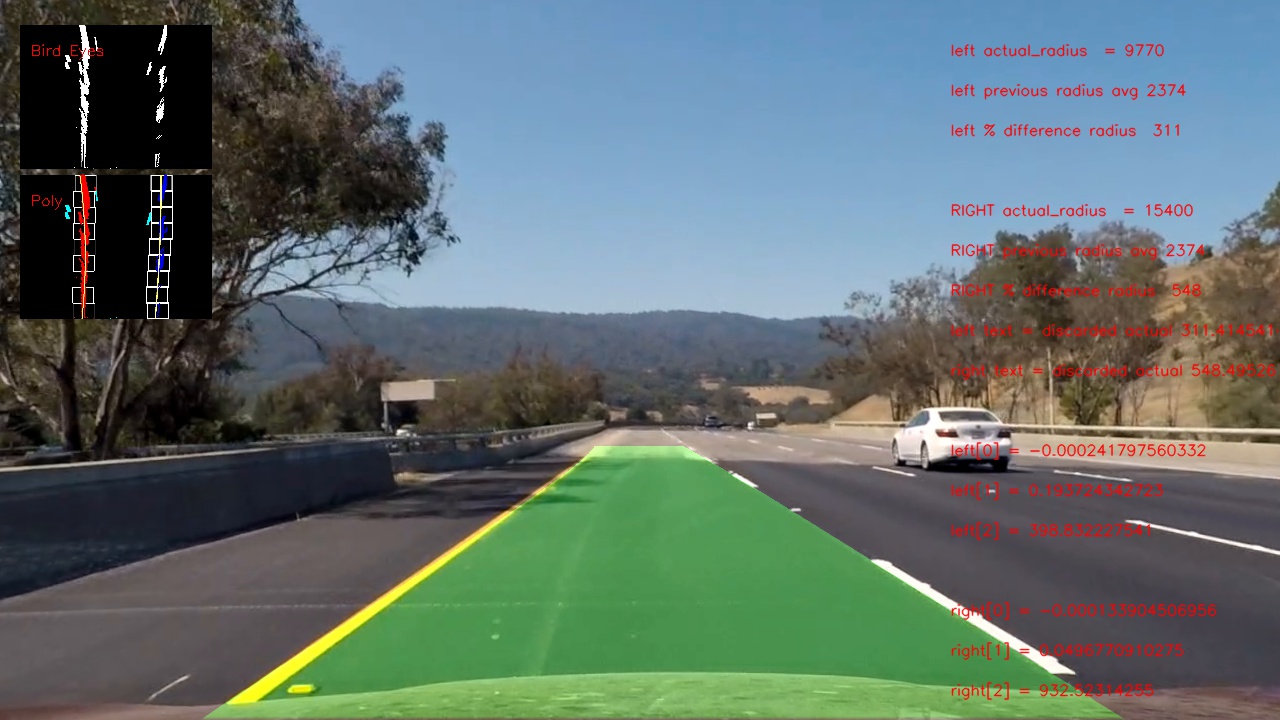 Bird Eyes
Poly
left actual_radius = 9770
left previous radius avg 2374
left % difference radius 311
RIGHT actual_radius = 15400
RIGHT previous radius avg 2374
RIGHT % difference radius 548
left text = discarded actual 311.414541
right text = discarded actual 548.49526
left[0] = -0.000241797560332
left[1] = 0.193724342723
left[2] = 398.832227541
right[0] = -0.000133904506956
right[1] = 0.0496770910275
right[2] = 932.52314255